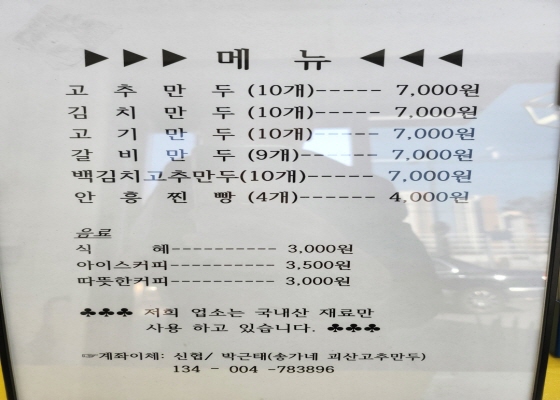 ▶ ▶ ▶ 메 뉴 ◀ ◀ ◀
고 추 만 두 (10개)----- 7,000원
김 치 만 두 (10개)----- 7,000원
고 기 만 두 (10개)------ 7,000원
갈 비 만 두 (9개)------ 7,000원
백김치고추만두(10개)----- 7,000원
안 흥 찐 빵 (4개)------ 4,000원
음료
식 혜---------- 3,000원
아이스커피---------- 3,500원
따뜻한커피---------- 3,000원
♣♣♣ 저희 업소는 국내산 재료만
사용 하고 있습니다. ♣♣♣
☞계좌이체: 신협/ 박근태(송가네 괴산고추만두)
134 - 004 -783896